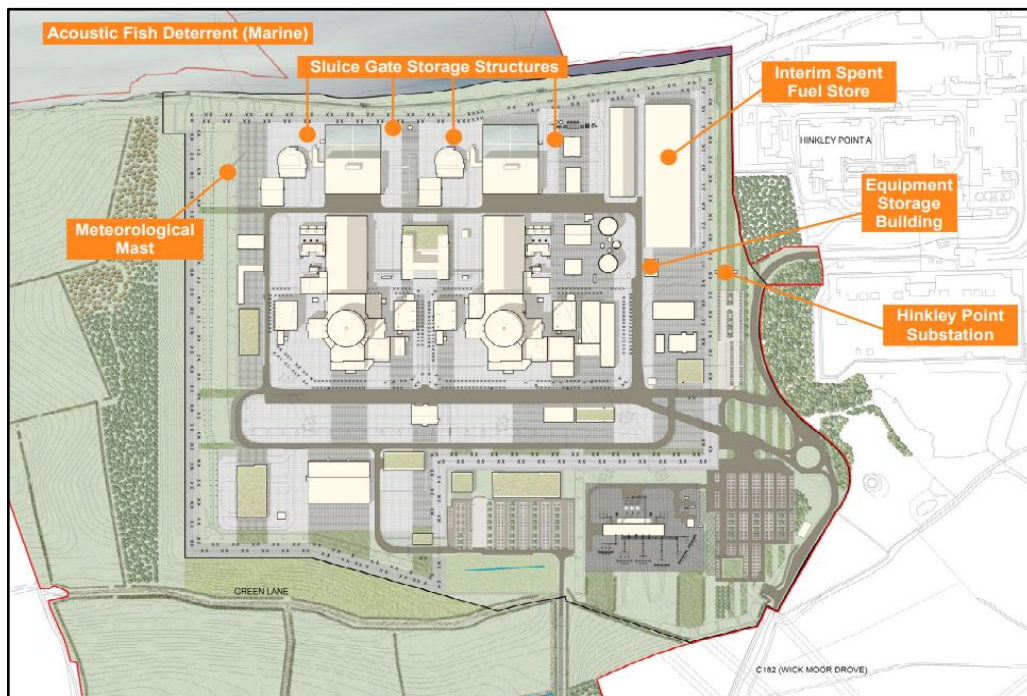 Acoustic Fish Deterrent (Marine)
Sluice Gate Storage Structures
Interim Spent
Fuel Store
HINKLEY POINT A
Equipment
Storage
Building
Meteorological
Mast
Hinkley Point
Substation
GREEN LANE
C182 (WICK MOOR DROVE)